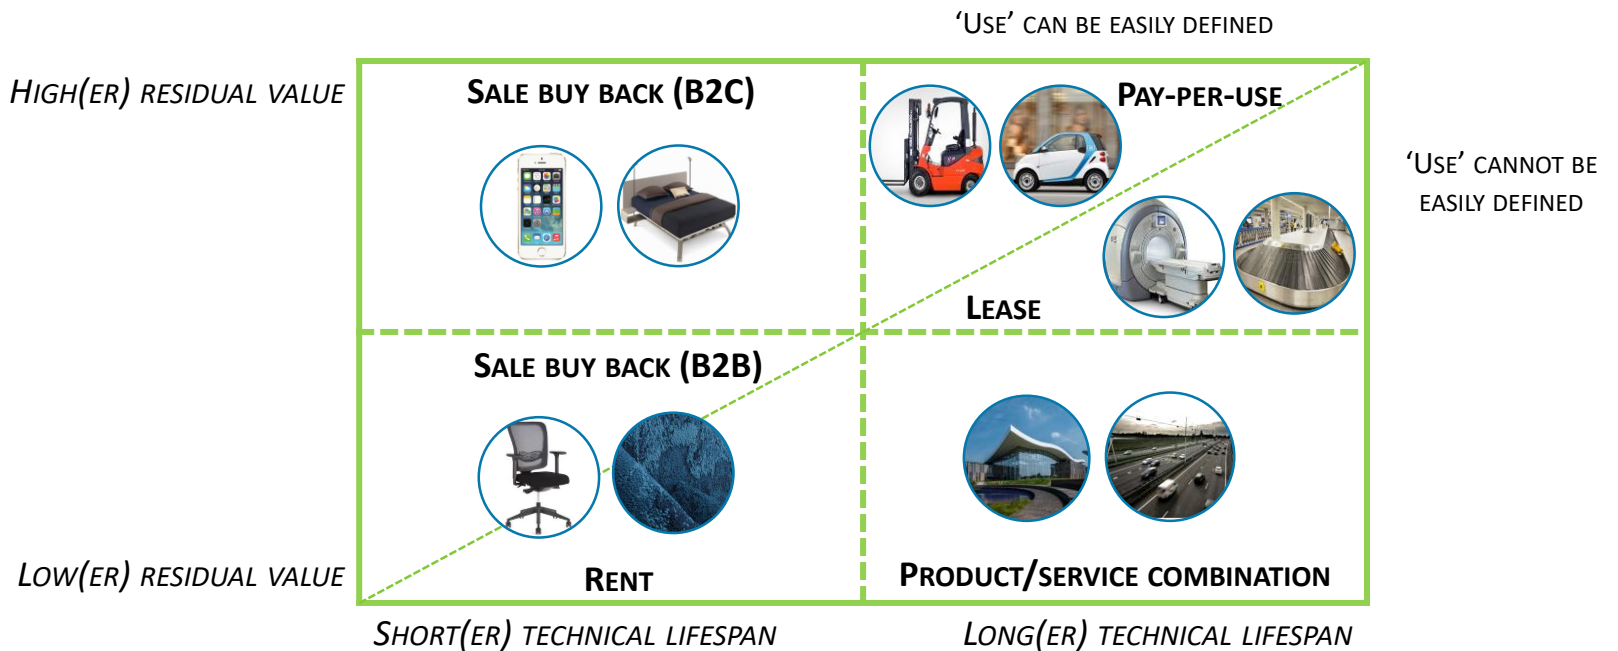 ‘Use’ can be easily defined
High(er) residual value
Sale buy back (B2C)
Pay-per-use
‘Use’ cannot be
easily defined
Lease
Sale buy back (B2B)
Low(er) residual value
Rent
Product/service combination
Short(er) technical lifespan
Long(er) technical lifespan